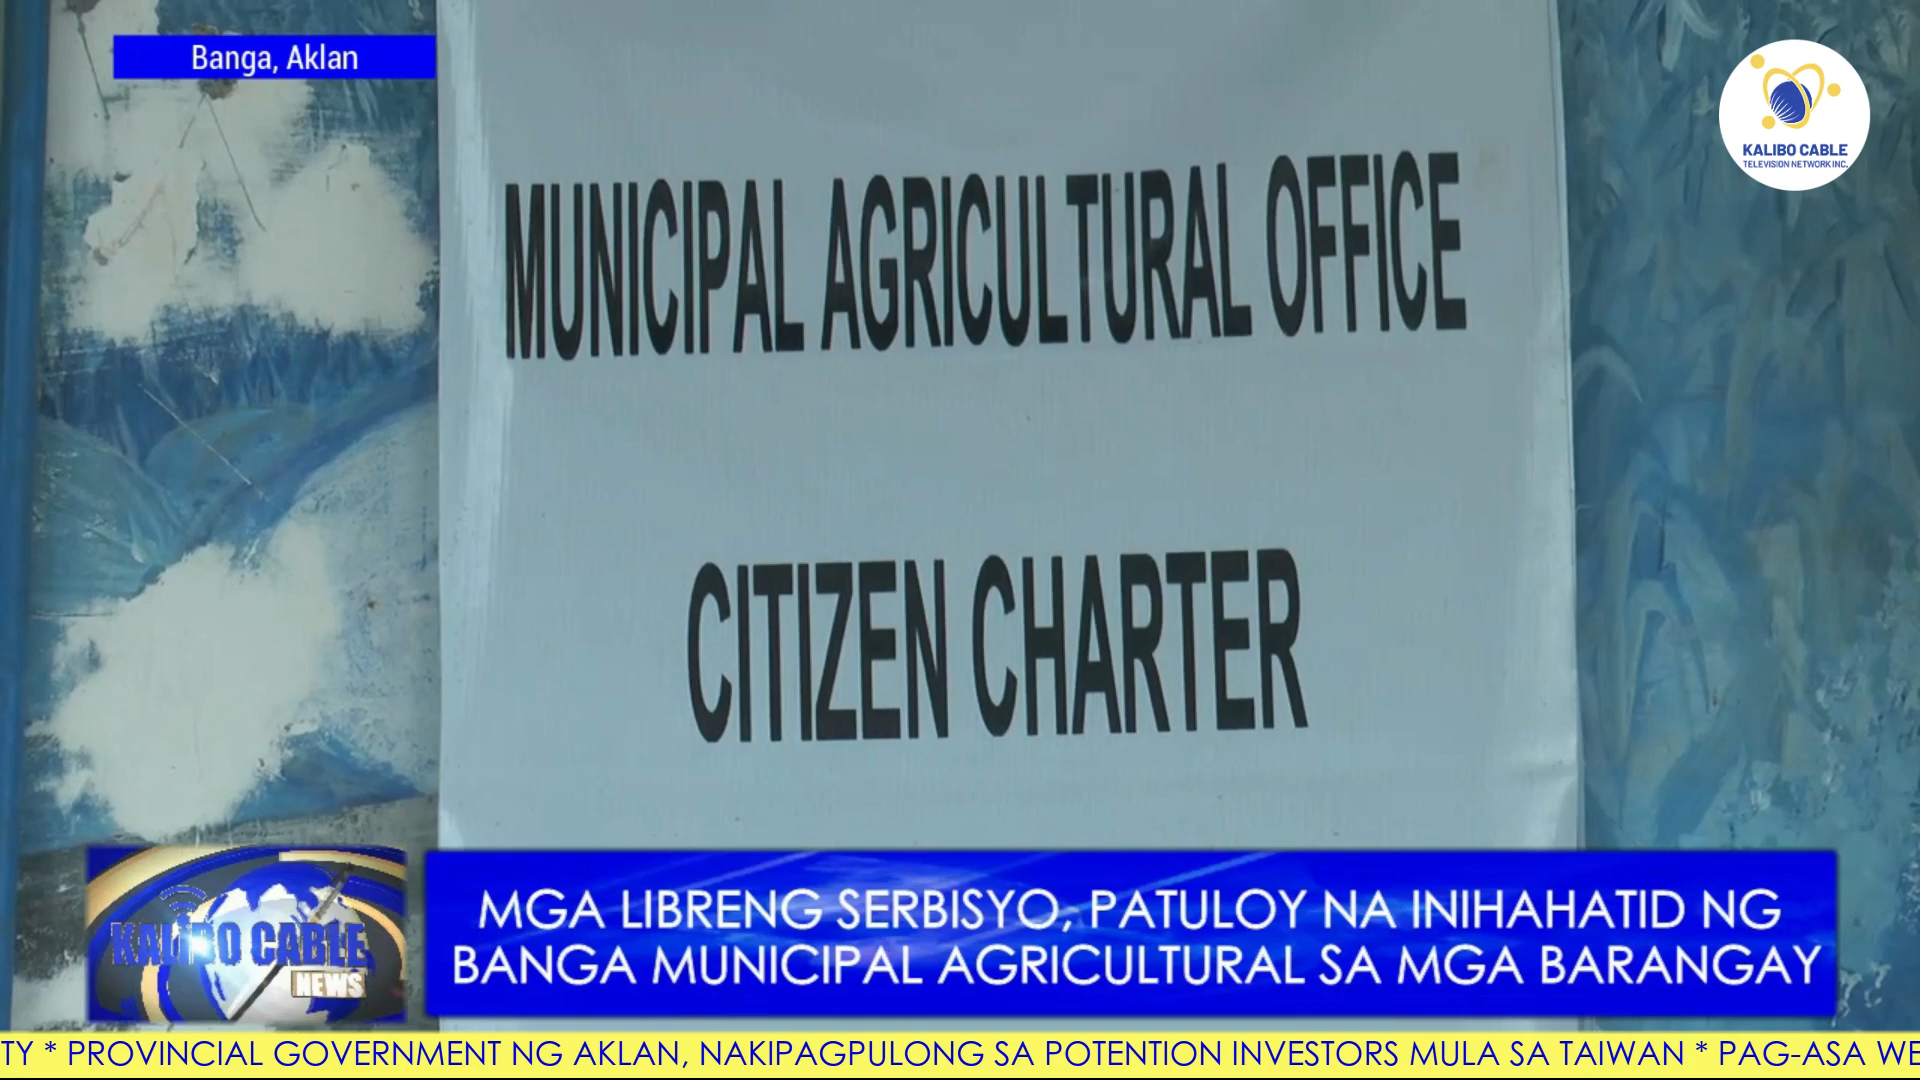 Banga, Aklan
KALIBO CABLE
TELEVISION NETWORK INC.
MUNICIPAL AGRICULTURAL OFFICE
CITIZEN CHARTER
KALIBO CABLE
NEWS
MGA LIBRENG SERBISYO, PATULOY NA INIHAHATID NG
BANGA MUNICIPAL AGRICULTURAL SA MGA BARANGAY
TY * PROVINCIAL GOVERNMENT NG AKLAN, NAKIPAGPULONG SA POTENTION INVESTORS MULA SA TAIWAN * PAG-ASA WE